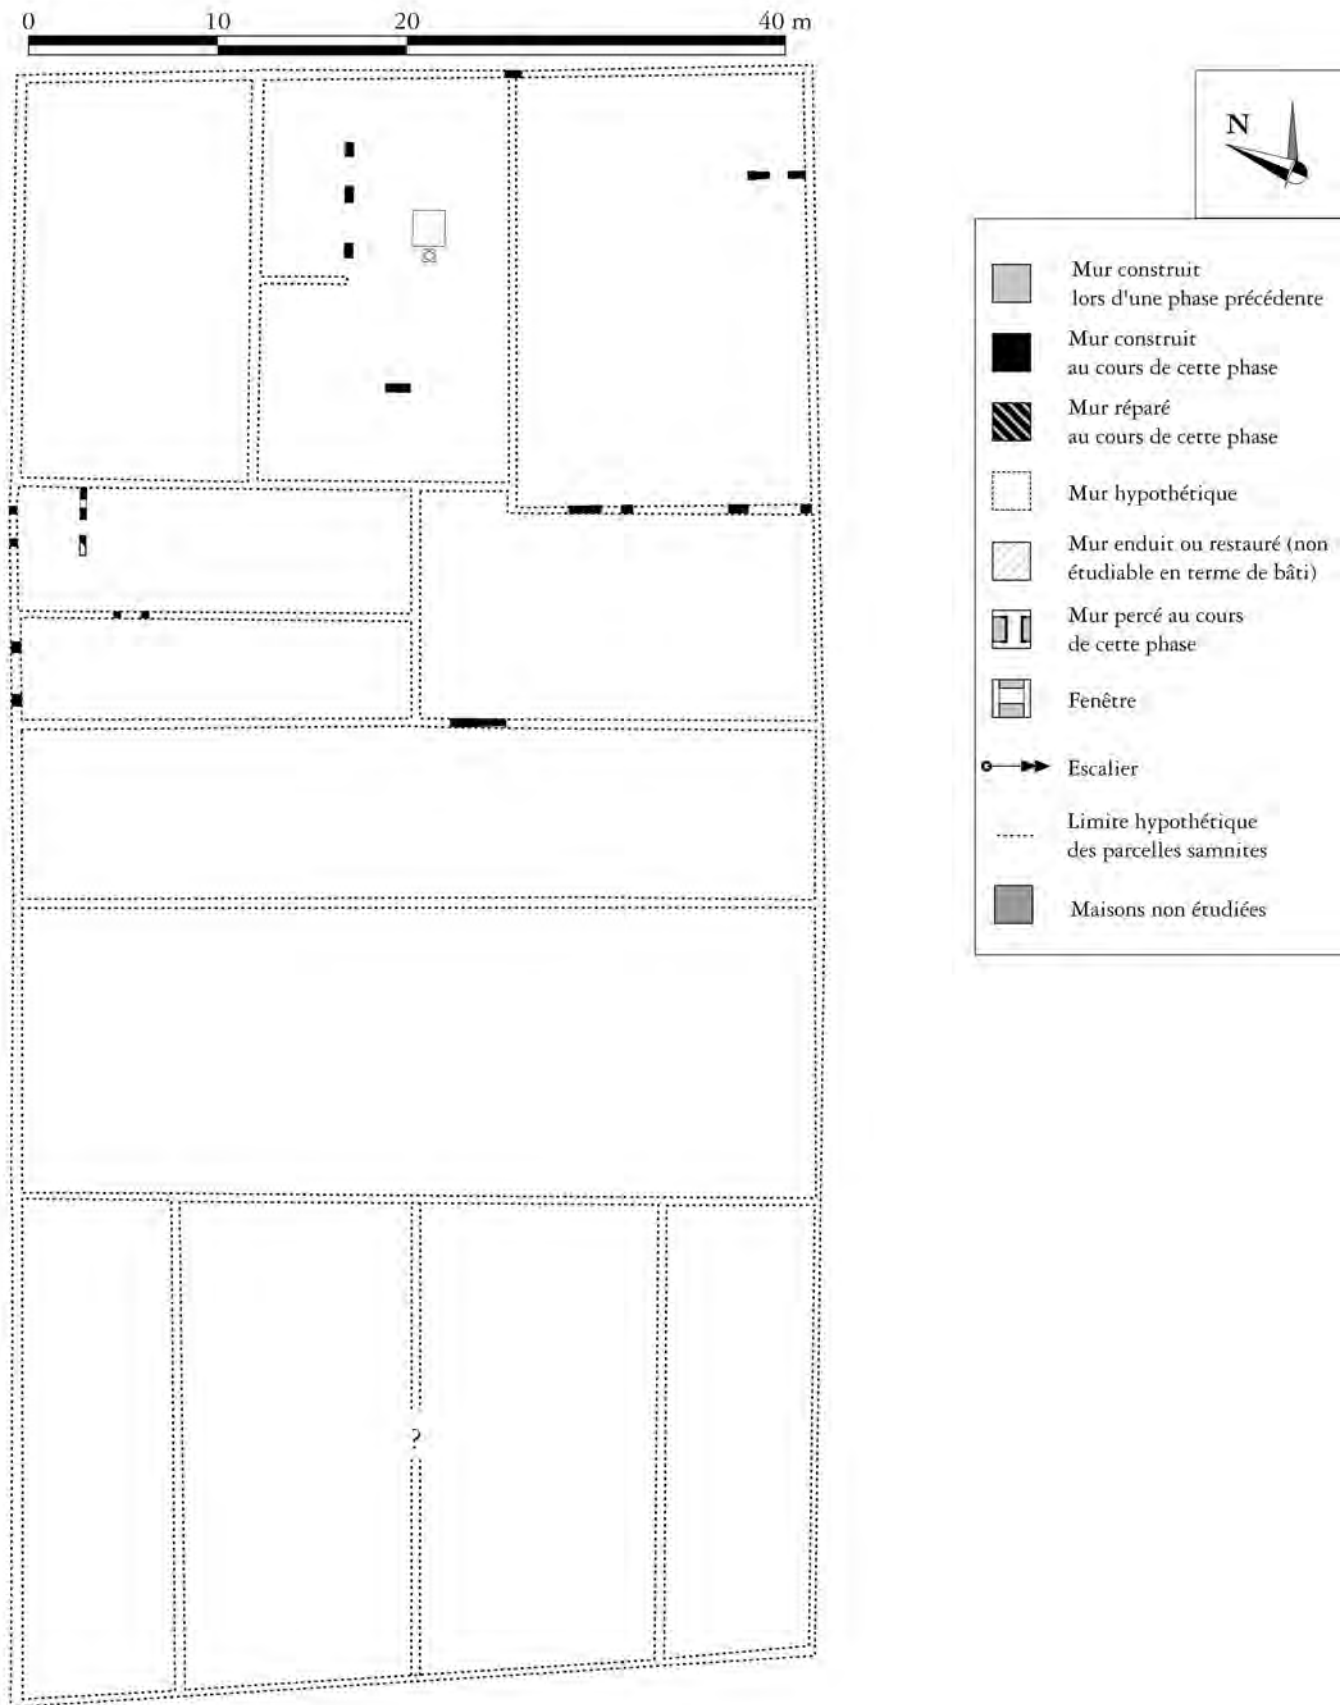 0 10 20 40 m
N
Mur construit
lors d'une phase précédente
Mur construit
au cours de cette phase
Mur réparé
au cours de cette phase
Mur hypothétique
Mur enduit ou restauré (non
étudiable en terme de bâti)
Mur percé au cours
de cette phase
Fenêtre
Escalier
Limite hypothétique
des parcelles samnites
Maisons non étudiées
?